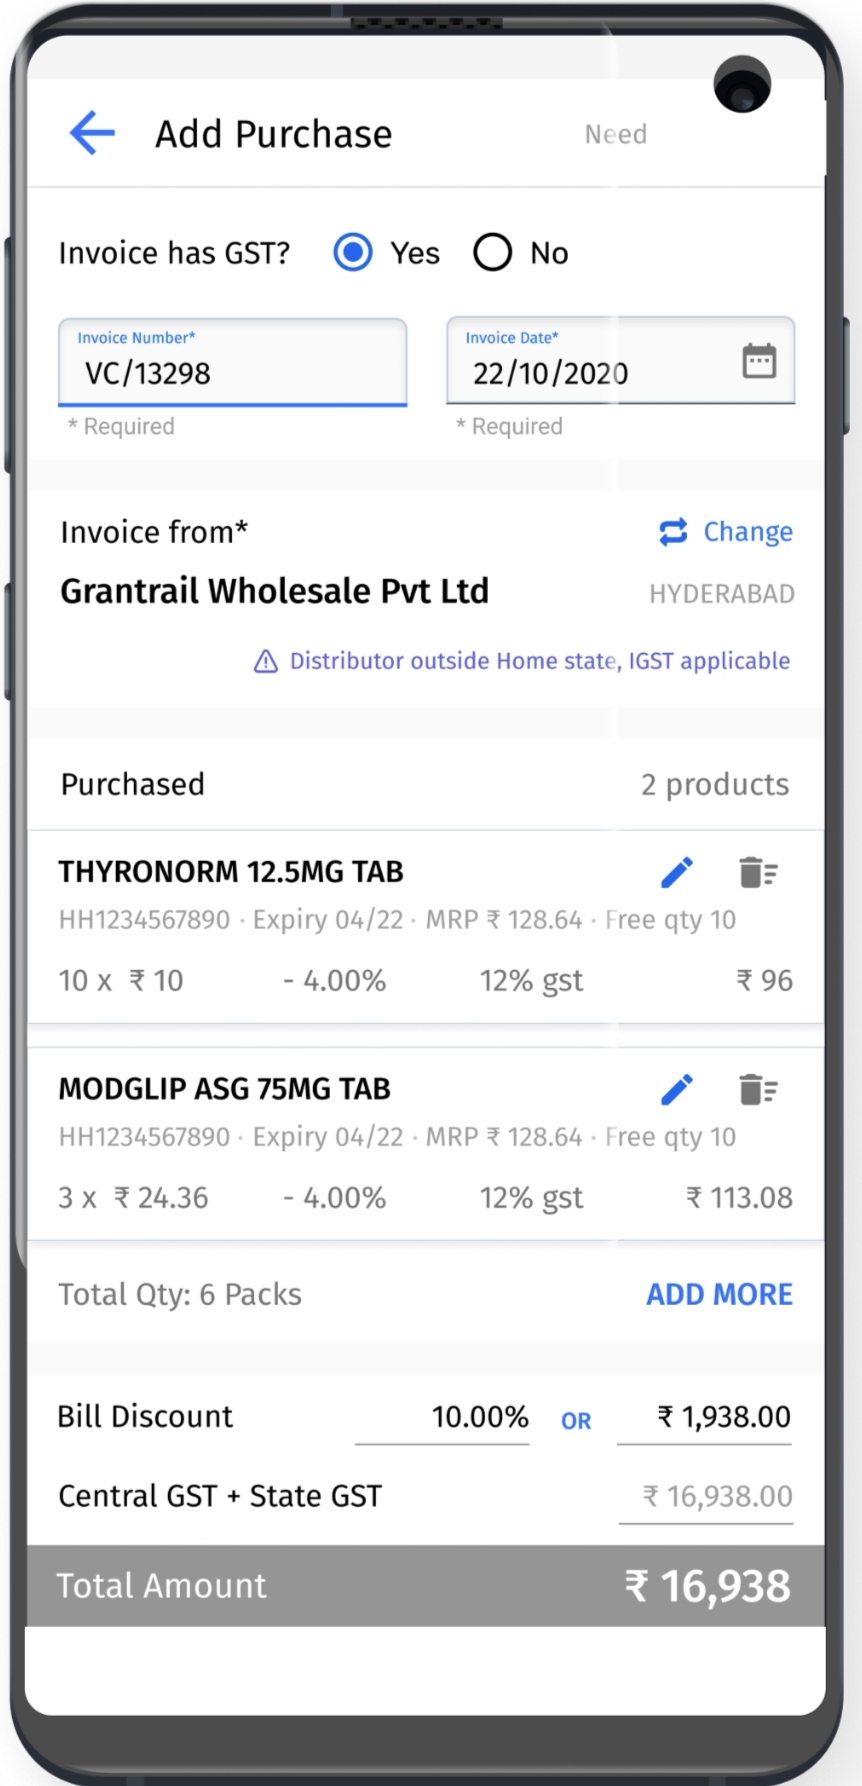 Add Purchase Need
Invoice has GST? Yes No
Invoice Number* Invoice Date*
VC/13298 22/10/2020
* Required * Required
Invoice from* Change
Grantrail Wholesale Pvt Ltd HYDERABAD
Distributor outside Home state, IGST applicable
Purchased 2 products
THYRONORM 12.5MG TAB
HH1234567890 · Expiry 04/22 · MRP ₹ 128.64 · Free qty 10
10 x ₹ 10 - 4.00% 12% gst ₹ 96
MODGLIP ASG 75MG TAB
HH1234567890 · Expiry 04/22 · MRP ₹ 128.64 · Free qty 10
3 x ₹ 24.36 - 4.00% 12% gst ₹ 113.08
Total Qty: 6 Packs ADD MORE
Bill Discount 10.00% OR ₹ 1,938.00
Central GST + State GST ₹ 16,938.00
Total Amount ₹ 16,938